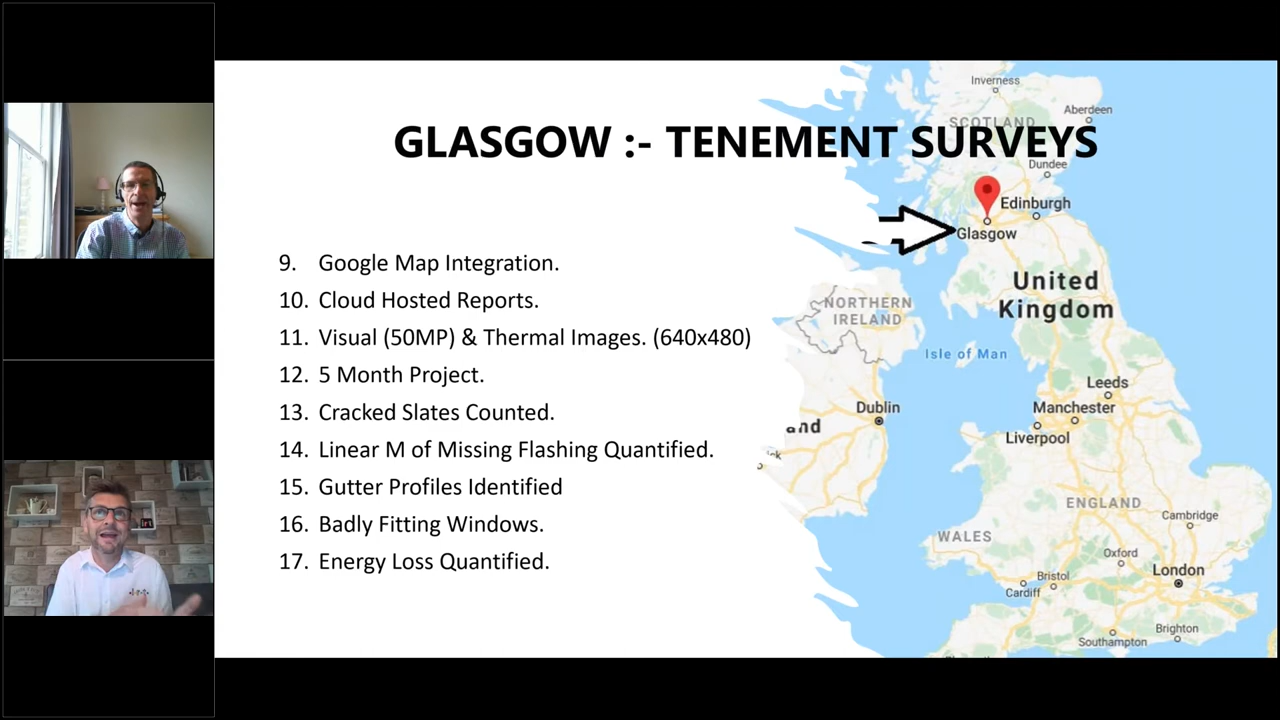 GLASGOW :- TENEMENT SURVEYS
9. Google Map Integration.
10. Cloud Hosted Reports.
11. Visual (50MP) & Thermal Images. (640x480)
12. 5 Month Project.
13. Cracked Slates Counted.
14. Linear M of Missing Flashing Quantified.
15. Gutter Profiles Identified
16. Badly Fitting Windows.
17. Energy Loss Quantified.
Inverness
Aberdeen
SCOTLAND
Dundee
Edinburgh
Glasgow
United
Kingdom
NORTHERN
IRELAND
Isle of Man
Leeds
Manchester
Dublin
Liverpool
and
ENGLAND
Cambridge
WALES
Oxford
London
Bristol
Cardiff
Brighton
Southampton
irt